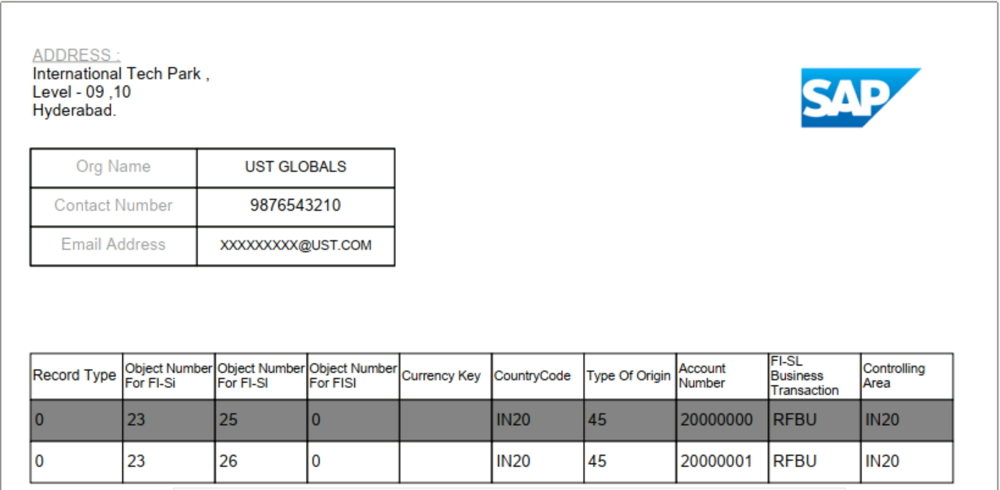 ADDRESS :
International Tech Park ,
Level - 09 ,10
Hyderabad.
SAP
Org Name UST GLOBALS
Contact Number 9876543210
Email Address XXXXXXXXX@UST.COM
Record Type Object Number For FI-Si Object Number For FI-SI Object Number For FISI Currency Key CountryCode Type Of Origin Account Number FI-SL Business Transaction Controlling Area
0 23 25 0 IN20 45 20000000 RFBU IN20
0 23 26 0 IN20 45 20000001 RFBU IN20